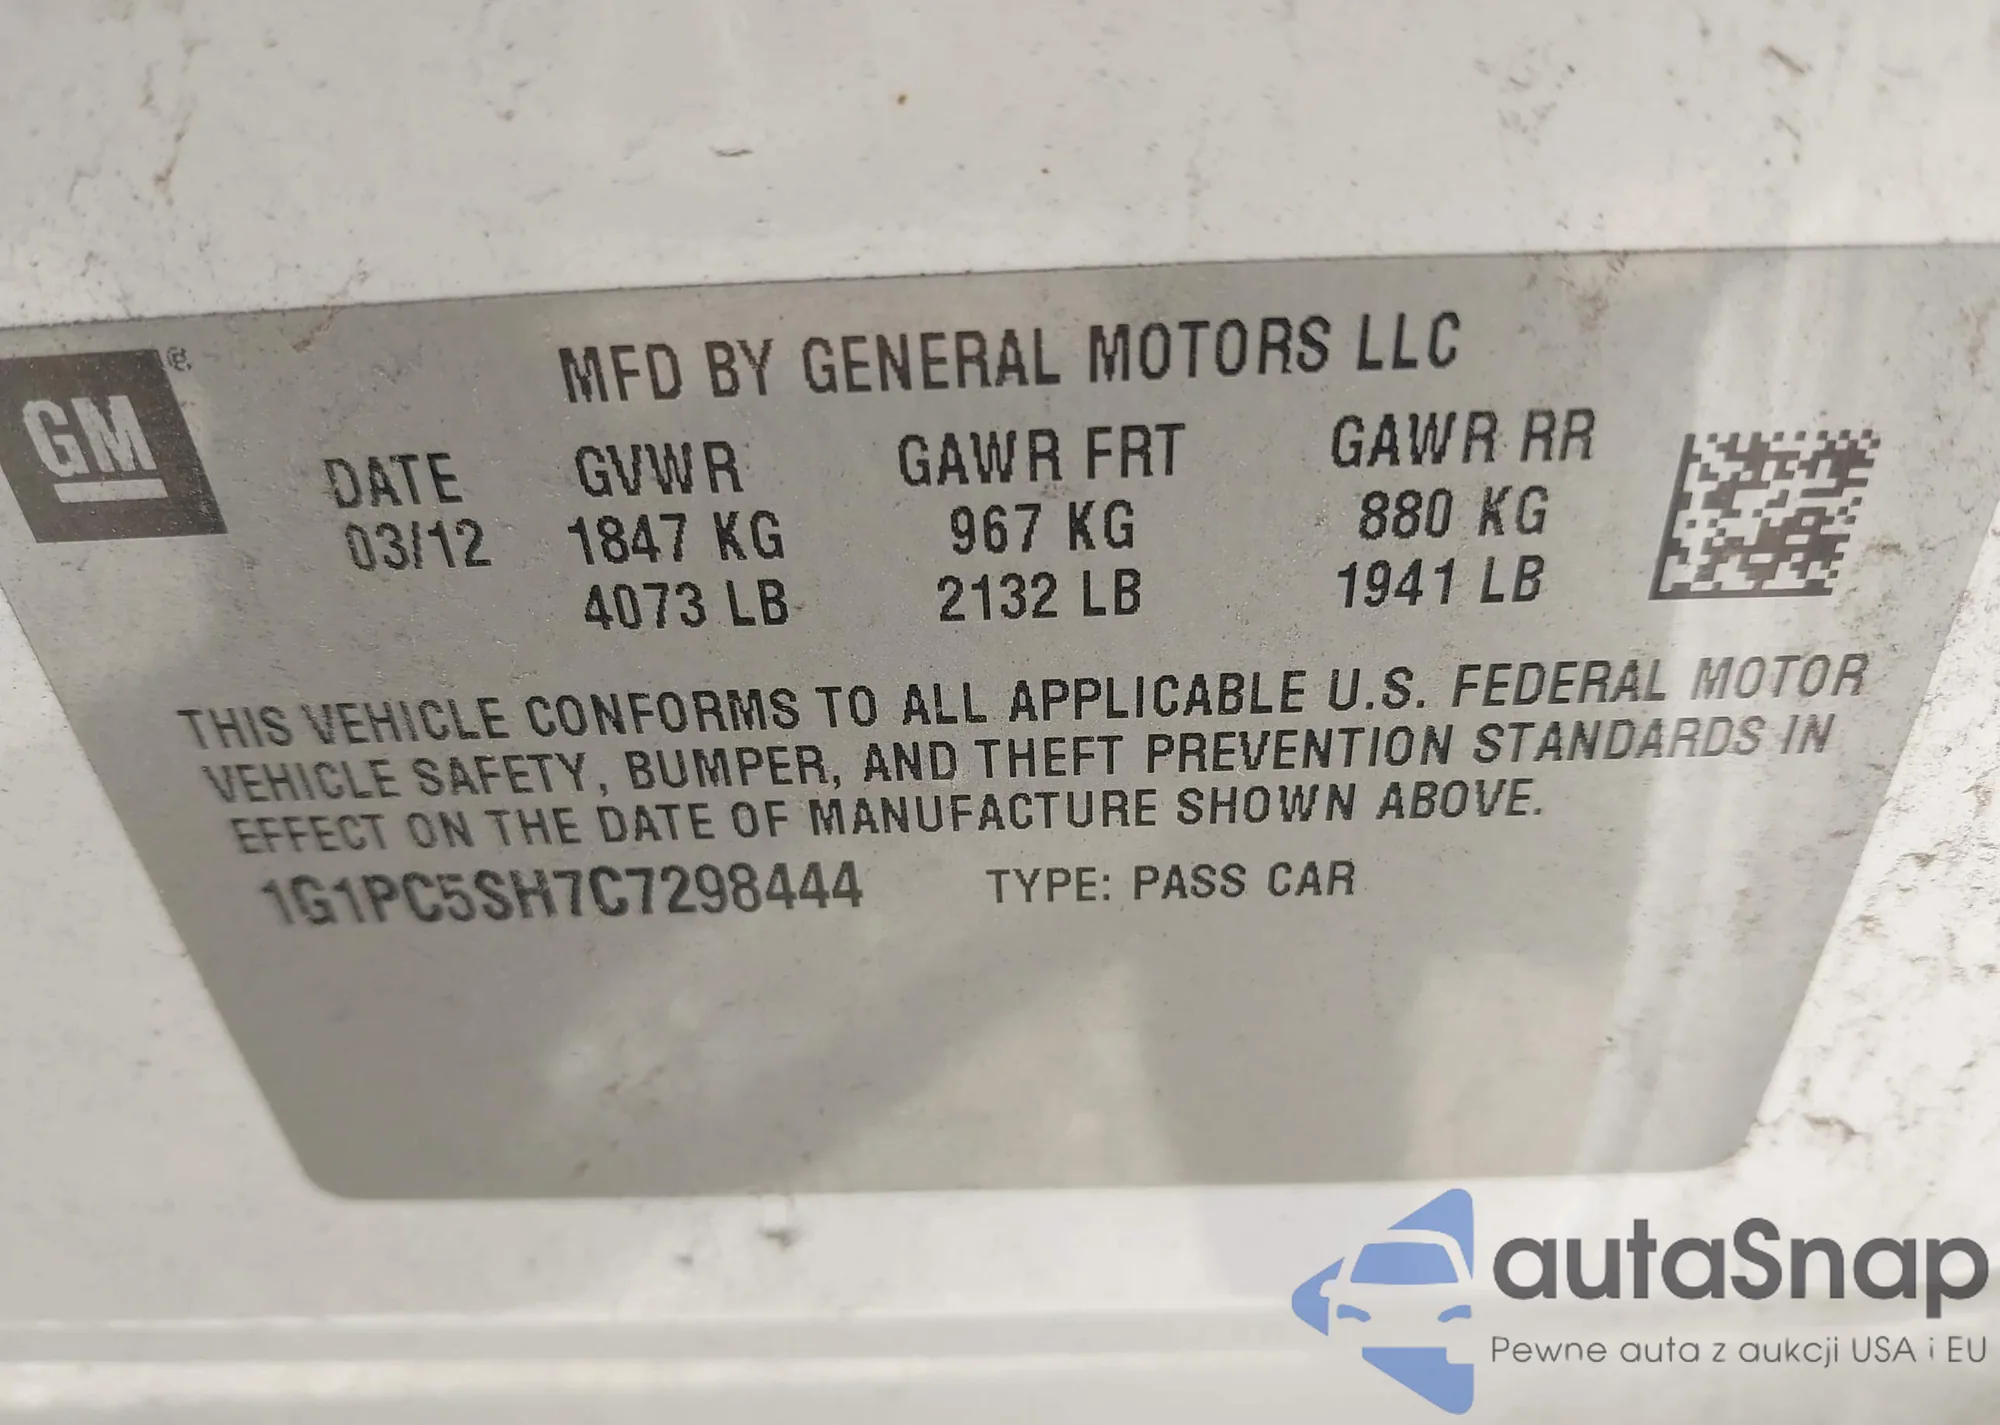 GM ®
MFD BY GENERAL MOTORS LLC
DATE GVWR GAWR FRT GAWR RR
03/12 1847 KG 967 KG 880 KG
4073 LB 2132 LB 1941 LB
THIS VEHICLE CONFORMS TO ALL APPLICABLE U.S. FEDERAL MOTOR
VEHICLE SAFETY, BUMPER, AND THEFT PREVENTION STANDARDS IN
EFFECT ON THE DATE OF MANUFACTURE SHOWN ABOVE.
1G1PC5SH7C7298444 TYPE: PASS CAR
autaSnap
Pewne auta z aukcji USA i EU